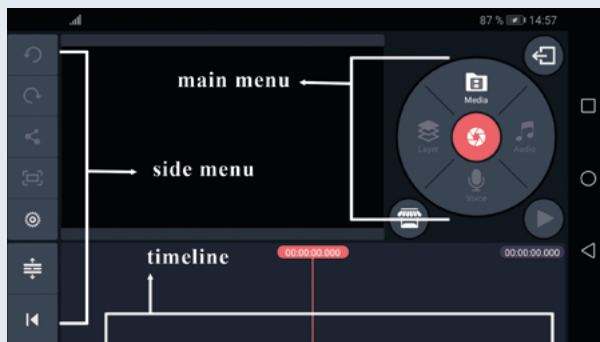 87 % 14:57
main menu
Media
Layer
Audio
side menu
Voice
timeline
00:00:00.000
00:00:00.000